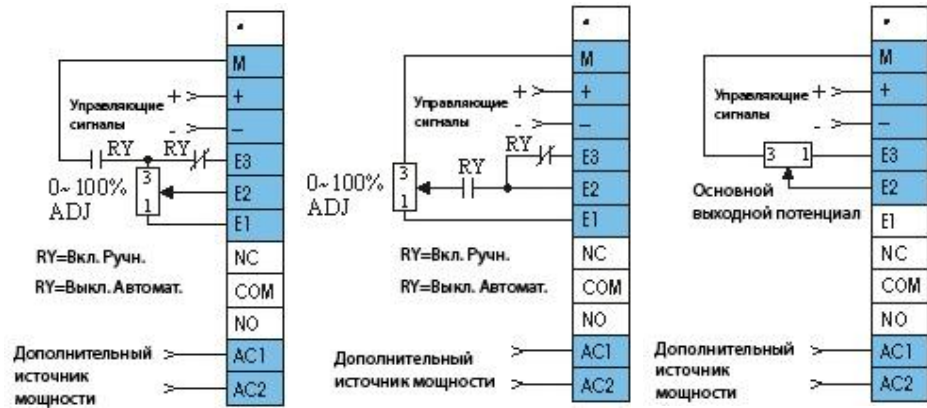 M
Управляющие
сигналы
+
–
RY
RY
E3
3
1
0~100%
ADJ
E2
E1
RY=Вкл. Ручн.
NC
RY=Выкл. Автомат.
COM
NO
Дополнительный
источник
мощности
AC1
AC2
M
Управляющие
сигналы
+
–
RY
E3
3
1
0~100%
ADJ
RY
E2
E1
RY=Вкл. Ручн.
NC
RY=Выкл. Автомат.
COM
NO
Дополнительный
источник мощности
AC1
AC2
M
Управляющие
сигналы
+
–
3 1
E3
Основной
выходной потенциал
E2
E1
NC
COM
NO
Дополнительный
источник
мощности
AC1
AC2